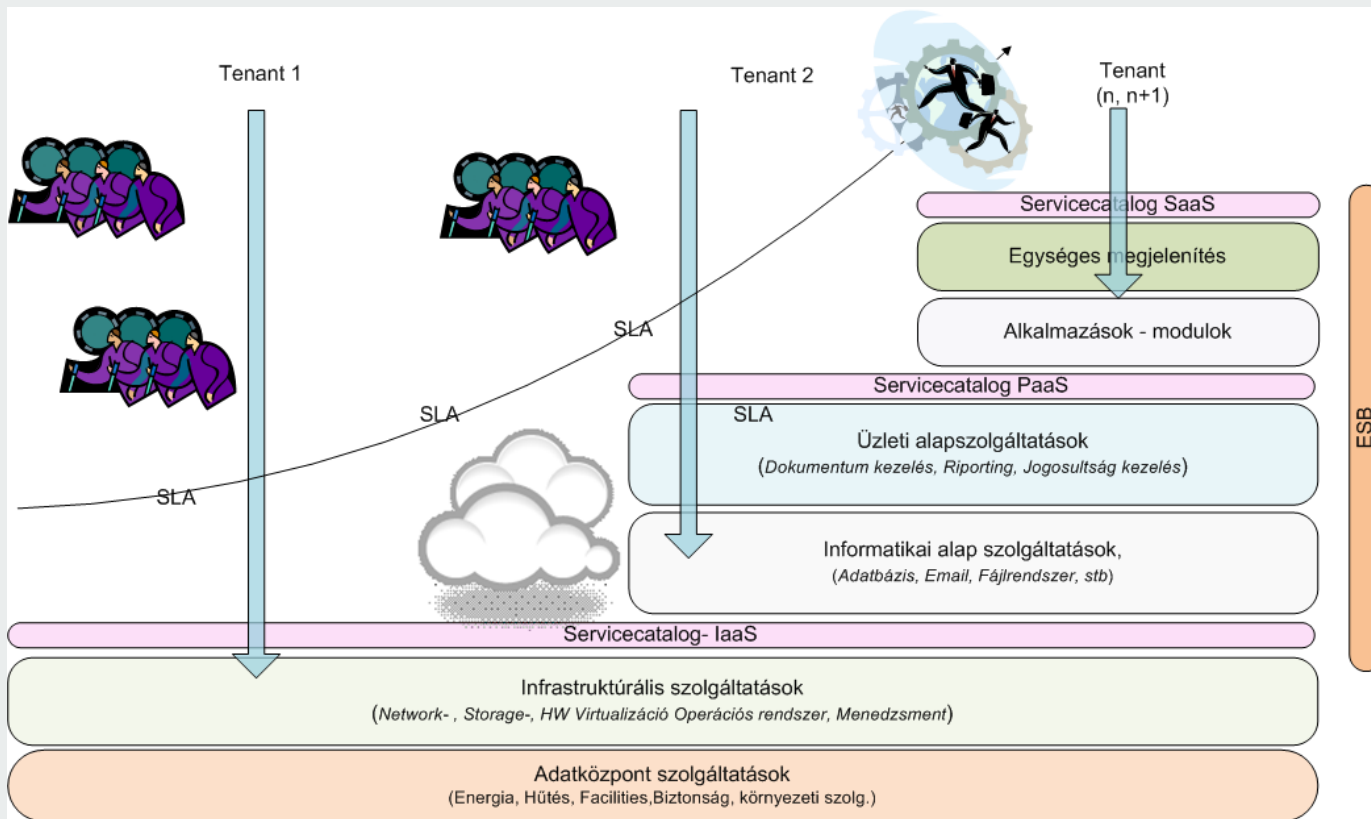 Tenant 1
Tenant 2
Tenant
(n, n+1)
Servicecatalog SaaS
Egységes megjelenítés
Alkalmazások - modulok
SLA
Servicecatalog PaaS
SLA
SLA
Üzleti alapszolgáltatások
(Dokumentum kezelés, Riporting, Jogosultság kezelés)
ESB
SLA
Informatikai alap szolgáltatások,
(Adatbázis, Email, Fájlrendszer, stb)
Servicecatalog- IaaS
Infrastruktúrális szolgáltatások
(Network- , Storage-, HW Virtualizáció Operációs rendszer, Menedzsment)
Adatközpont szolgáltatások
(Energia, Hűtés, Facilities,Biztonság, környezeti szolg.)